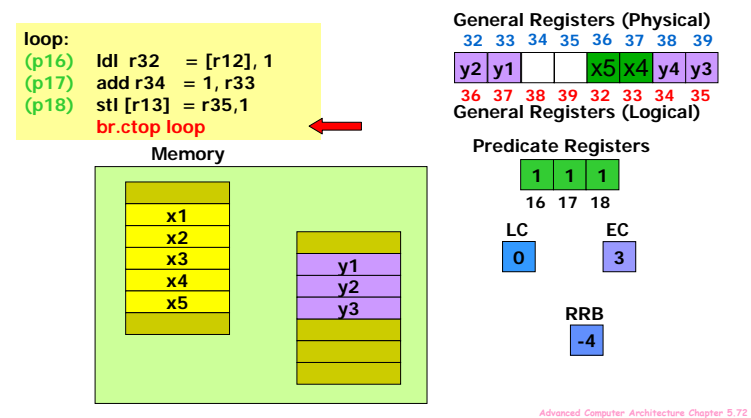 loop:
(p16) ldl r32 = [r12], 1
(p17) add r34 = 1, r33
(p18) stl [r13] = r35,1
br.ctop loop
General Registers (Physical)
32 33 34 35 36 37 38 39
y2 y1 x5 x4 y4 y3
36 37 38 39 32 33 34 35
General Registers (Logical)
Memory
x1
x2
x3
x4
x5
y1
y2
y3
Predicate Registers
1 1 1
16 17 18
LC EC
0 3
RRB
-4
Advanced Computer Architecture Chapter 5.72